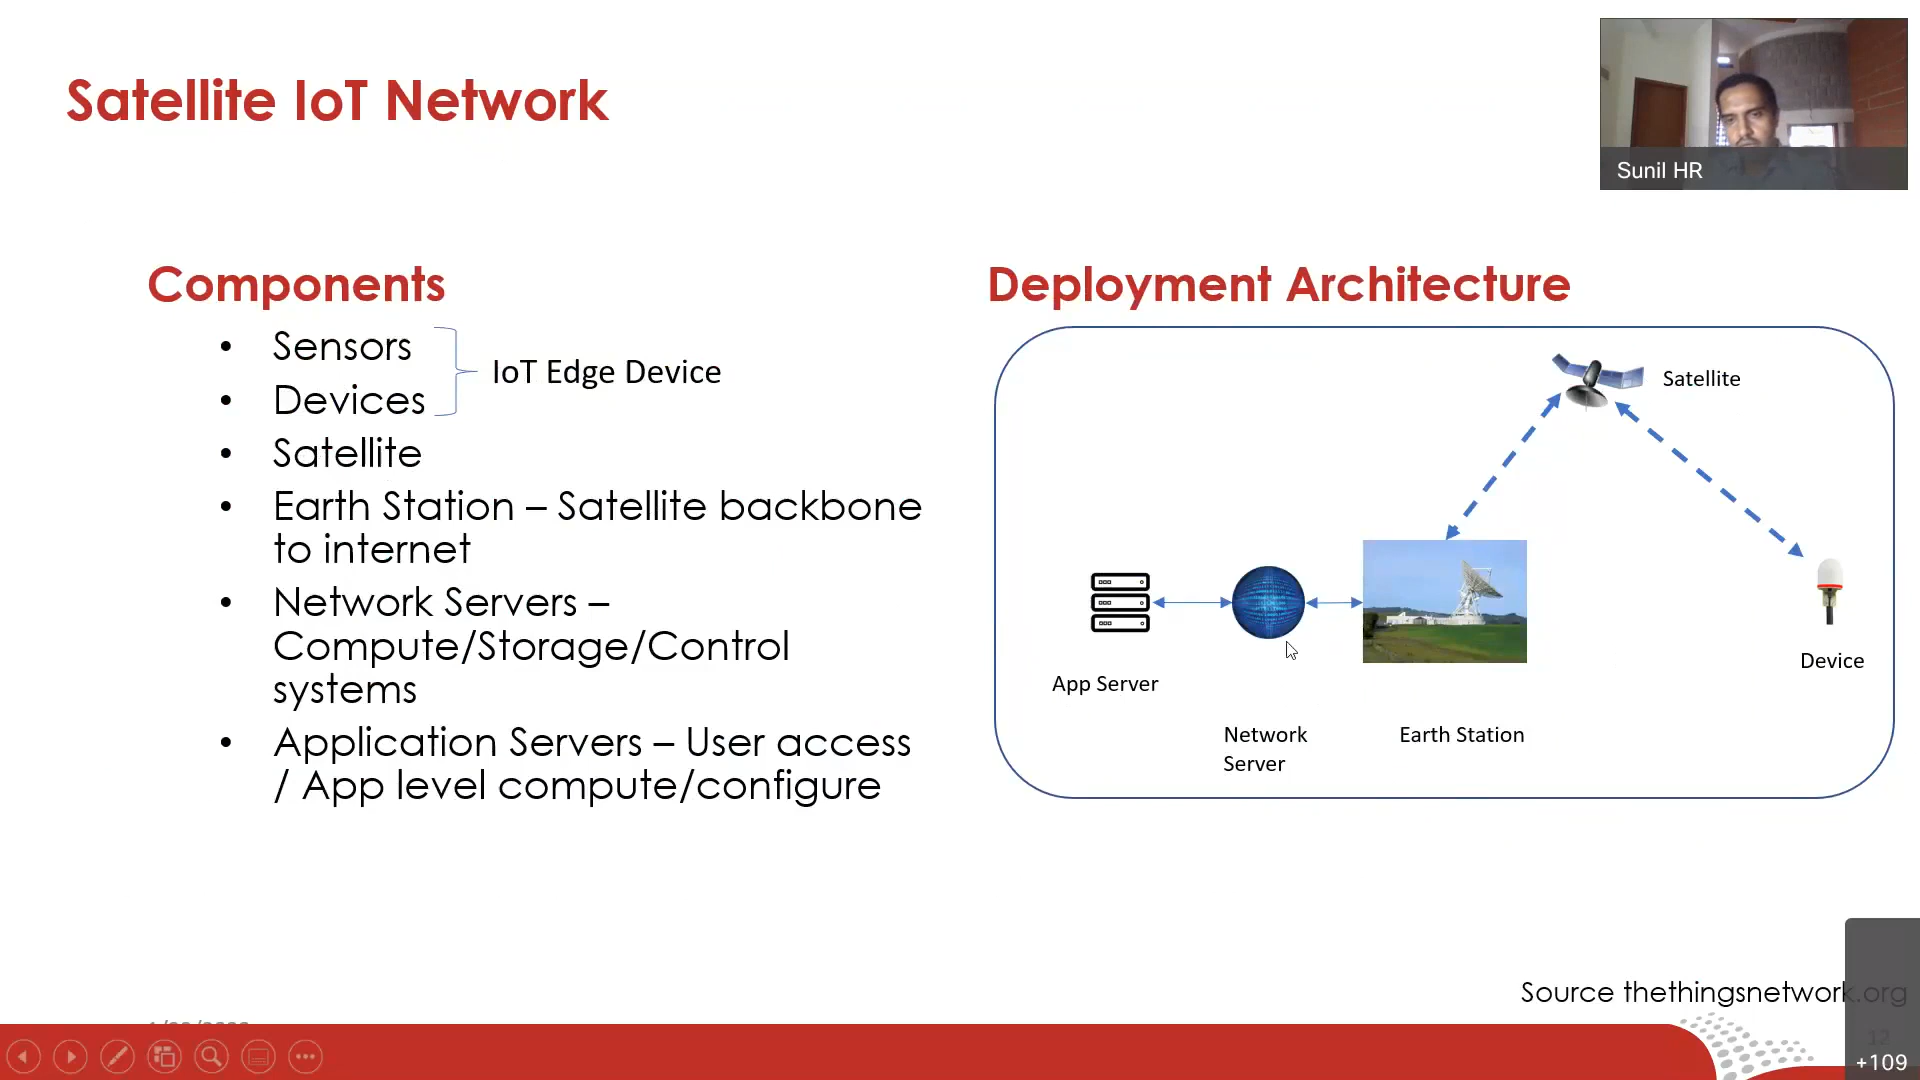 Satellite IoT Network
Sunil HR
Components
• Sensors
• Devices
IoT Edge Device
• Satellite
• Earth Station – Satellite backbone
to internet
• Network Servers –
Compute/Storage/Control
systems
• Application Servers – User access
/ App level compute/configure
Deployment Architecture
Satellite
App Server
Network
Server
Earth Station
Device
Source thethingsnetwork.org
12
+109